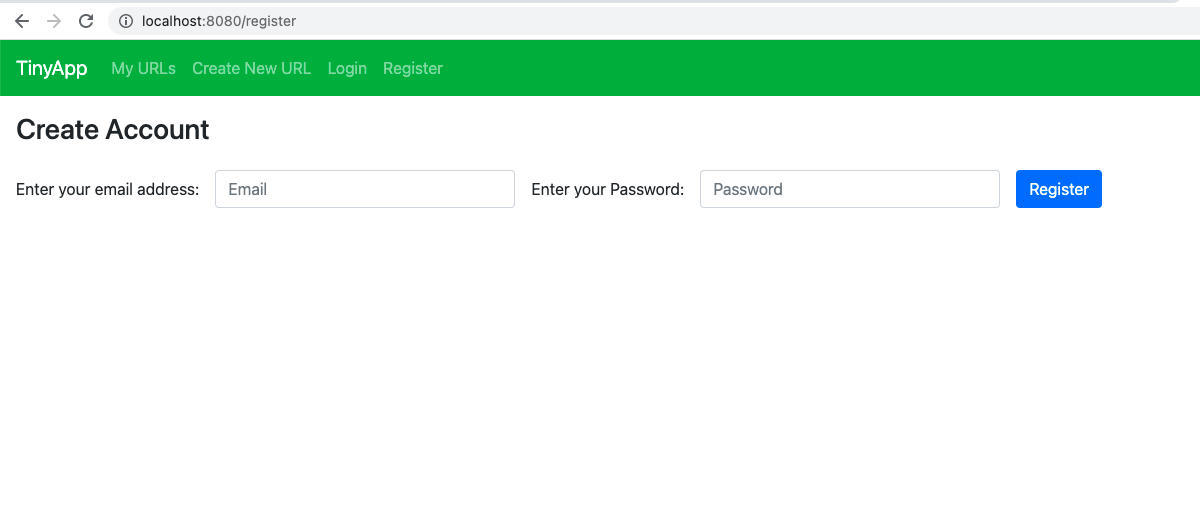 localhost:8080/register
TinyApp My URLs Create New URL Login Register
Create Account
Enter your email address: Email Enter your Password: Password Register